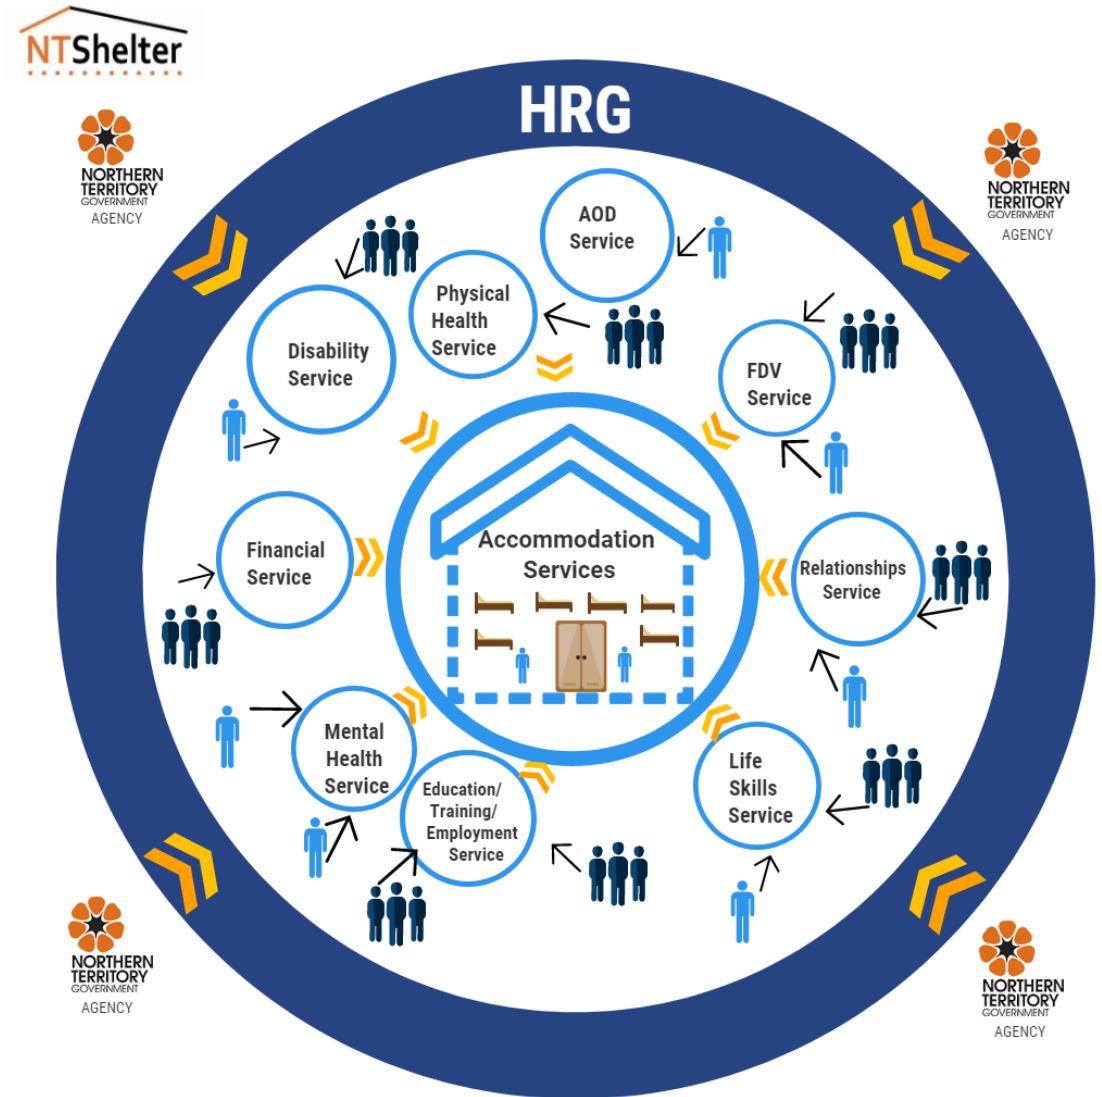 NTShelter
HRG
NORTHERN
TERRITORY
GOVERNMENT
AGENCY
NORTHERN
TERRITORY
GOVERNMENT
AGENCY
AOD
Service
Physical
Health
Service
Disability
Service
FDV
Service
Accommodation
Services
Financial
Service
Relationships
Service
Mental
Health
Service
Education/
Training/
Employment
Service
Life
Skills
Service
NORTHERN
TERRITORY
GOVERNMENT
AGENCY
NORTHERN
TERRITORY
GOVERNMENT
AGENCY